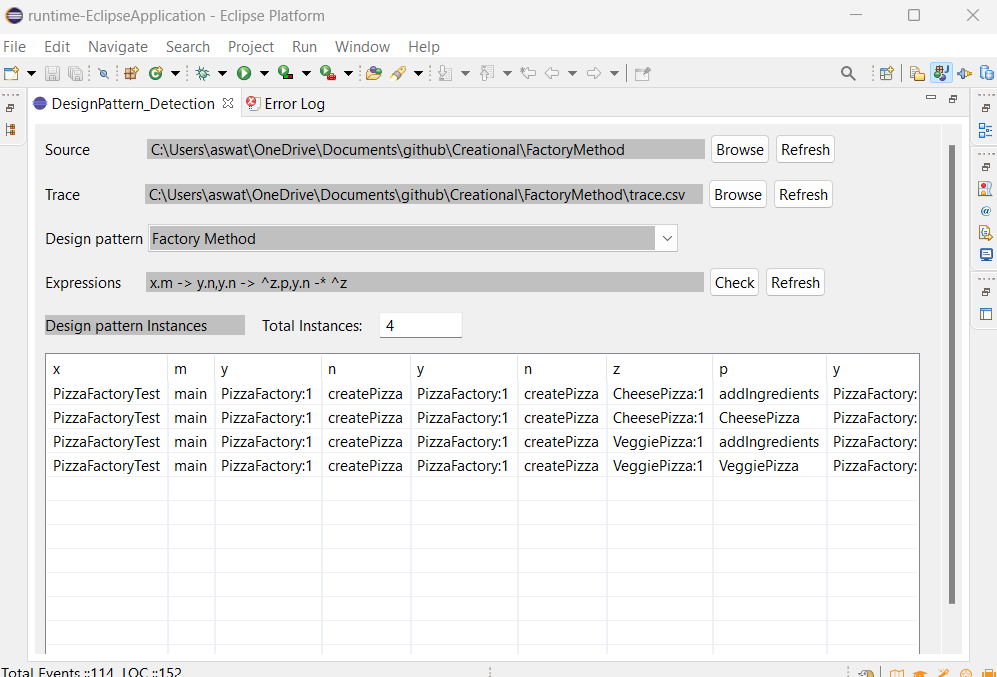 runtime-EclipseApplication - Eclipse Platform
File Edit Navigate Search Project Run Window Help
DesignPattern_Detection Error Log
Source C:\Users\aswat\OneDrive\Documents\github\Creational\FactoryMethod Browse Refresh
Trace C:\Users\aswat\OneDrive\Documents\github\Creational\FactoryMethod\trace.csv Browse Refresh
Design pattern Factory Method
Expressions x.m -> y.n,y.n -> ^z.p,y.n -* ^z Check Refresh
Design pattern Instances Total Instances: 4
x m y n y n z p y
PizzaFactoryTest main PizzaFactory:1 createPizza PizzaFactory:1 createPizza CheesePizza:1 addIngredients PizzaFactory:
PizzaFactoryTest main PizzaFactory:1 createPizza PizzaFactory:1 createPizza CheesePizza:1 CheesePizza PizzaFactory:
PizzaFactoryTest main PizzaFactory:1 createPizza PizzaFactory:1 createPizza VeggiePizza:1 addIngredients PizzaFactory:
PizzaFactoryTest main PizzaFactory:1 createPizza PizzaFactory:1 createPizza VeggiePizza:1 VeggiePizza PizzaFactory:
Total Events ::114 LOC ::152